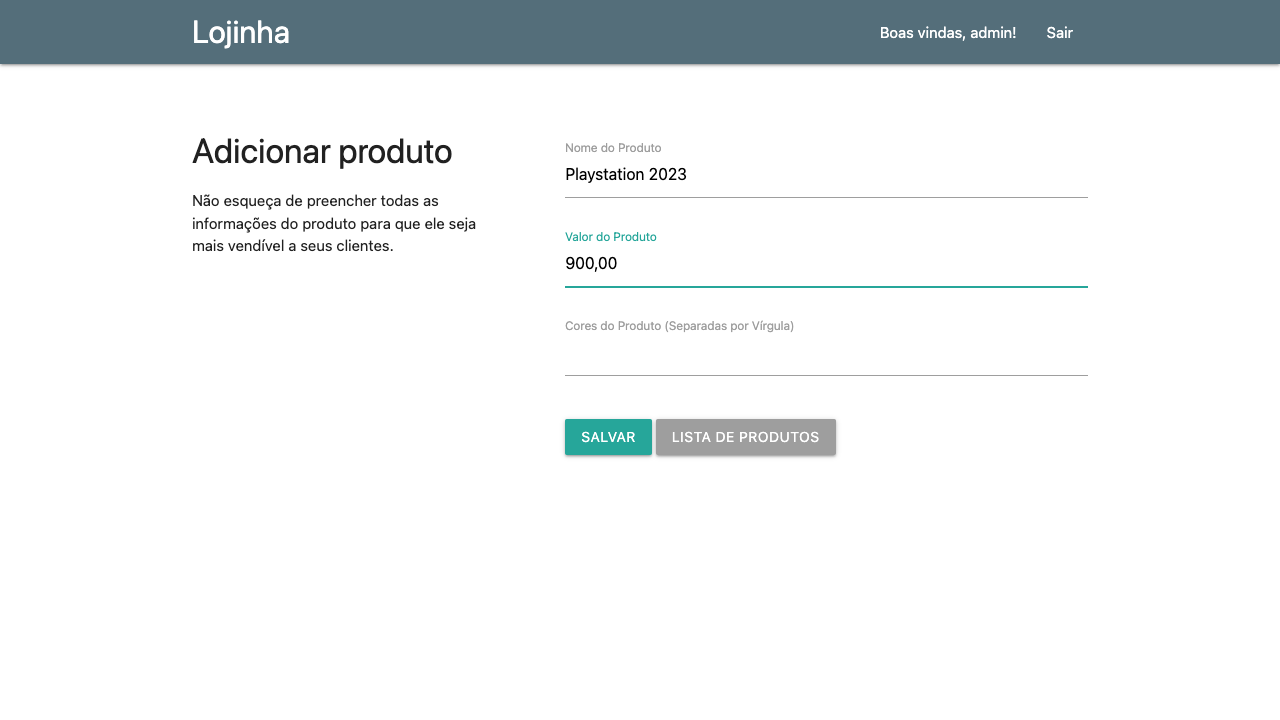 Lojinha
Boas vindas, admin!
Sair
Adicionar produto
Não esqueça de preencher todas as
informações do produto para que ele seja
mais vendível a seus clientes.
Nome do Produto
Playstation 2023
Valor do Produto
900,00
Cores do Produto (Separadas por Vírgula)
SALVAR
LISTA DE PRODUTOS